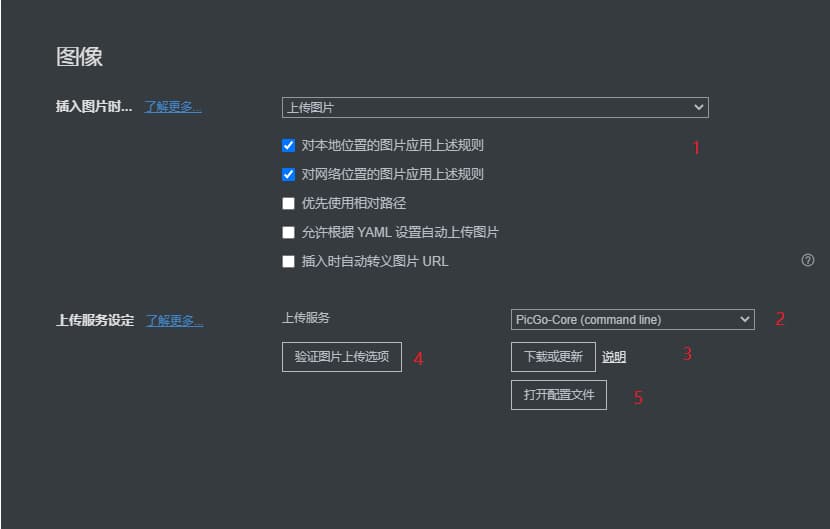 图像
插入图片时... 了解更多... 上传图片
对本地位置的图片应用上述规则 1
对网络位置的图片应用上述规则
优先使用相对路径
允许根据 YAML 设置自动上传图片
插入时自动转义图片 URL ?
上传服务设定 了解更多... 上传服务 PicGo-Core (command line) 2
验证图片上传选项 4 下载或更新 说明 3
打开配置文件 5